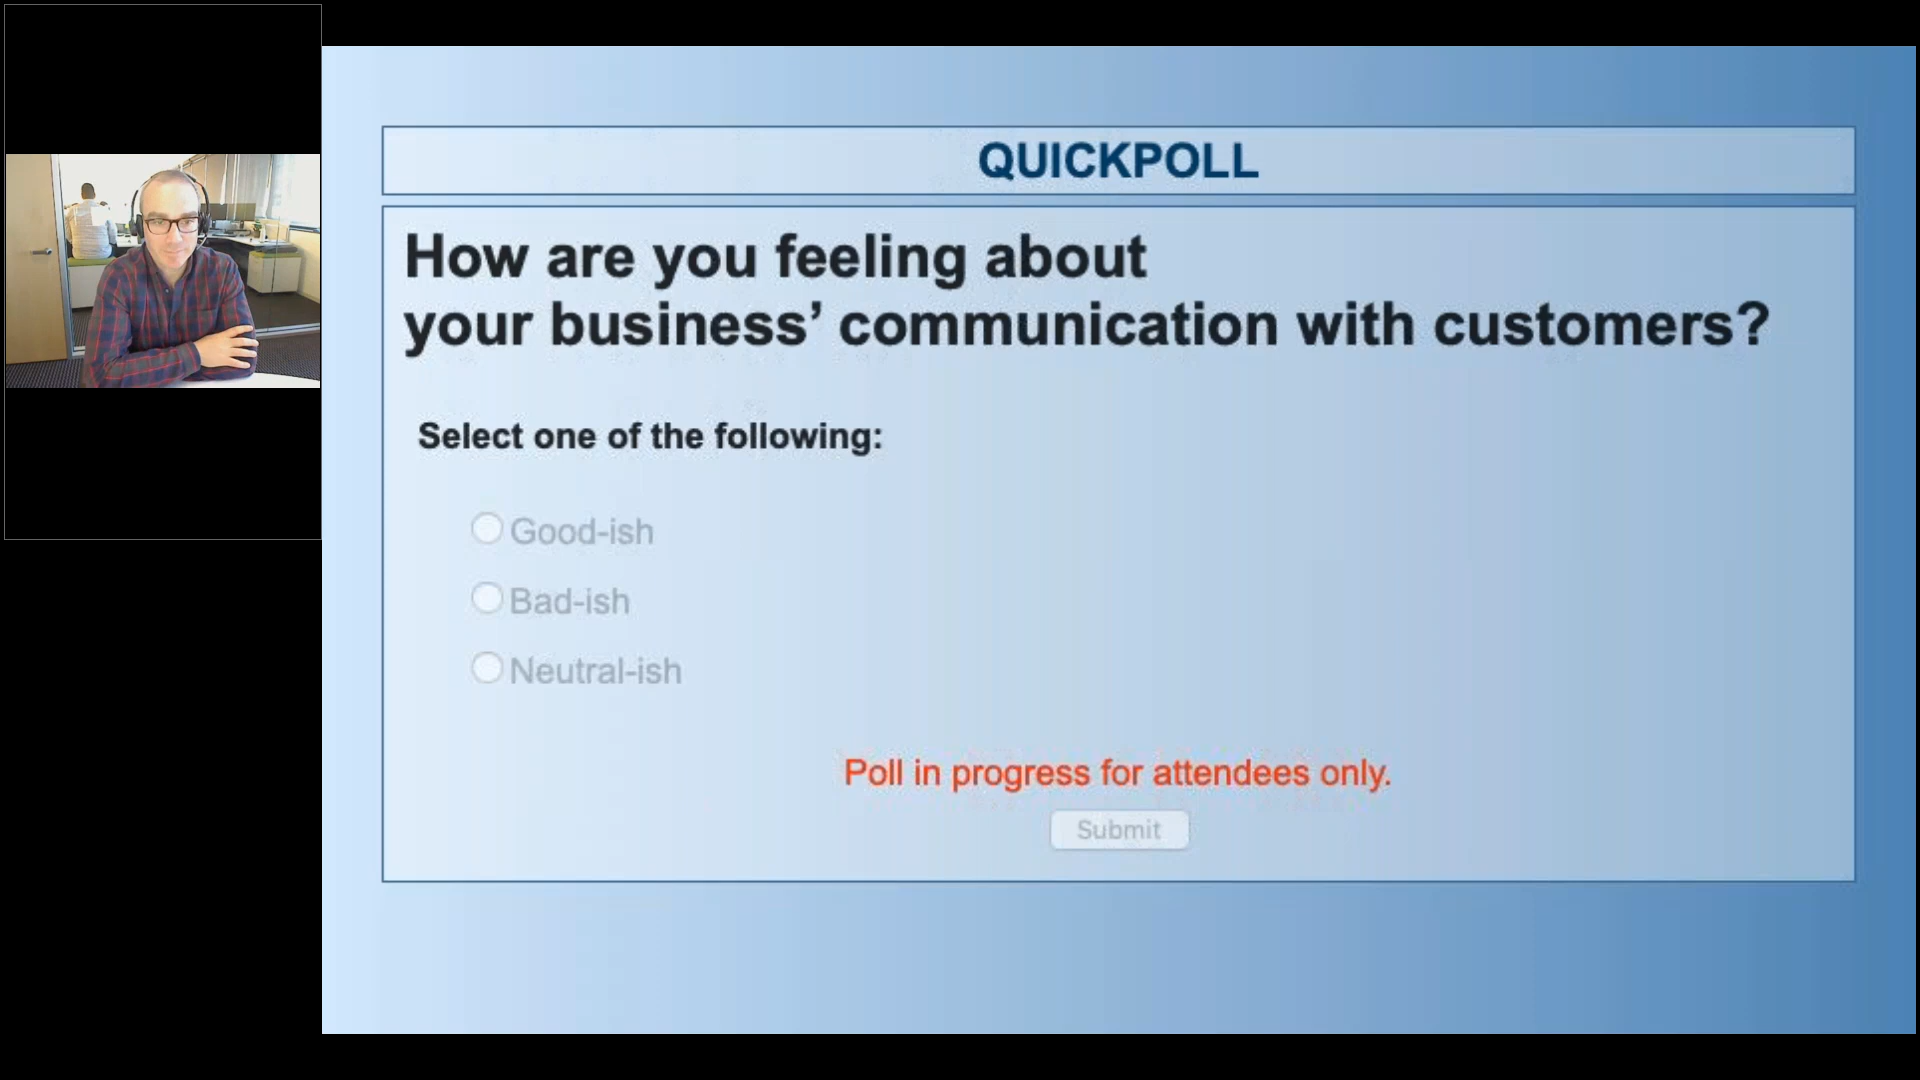 QUICKPOLL
How are you feeling about
your business’ communication with customers?
Select one of the following:
Good-ish
Bad-ish
Neutral-ish
Poll in progress for attendees only.
Submit